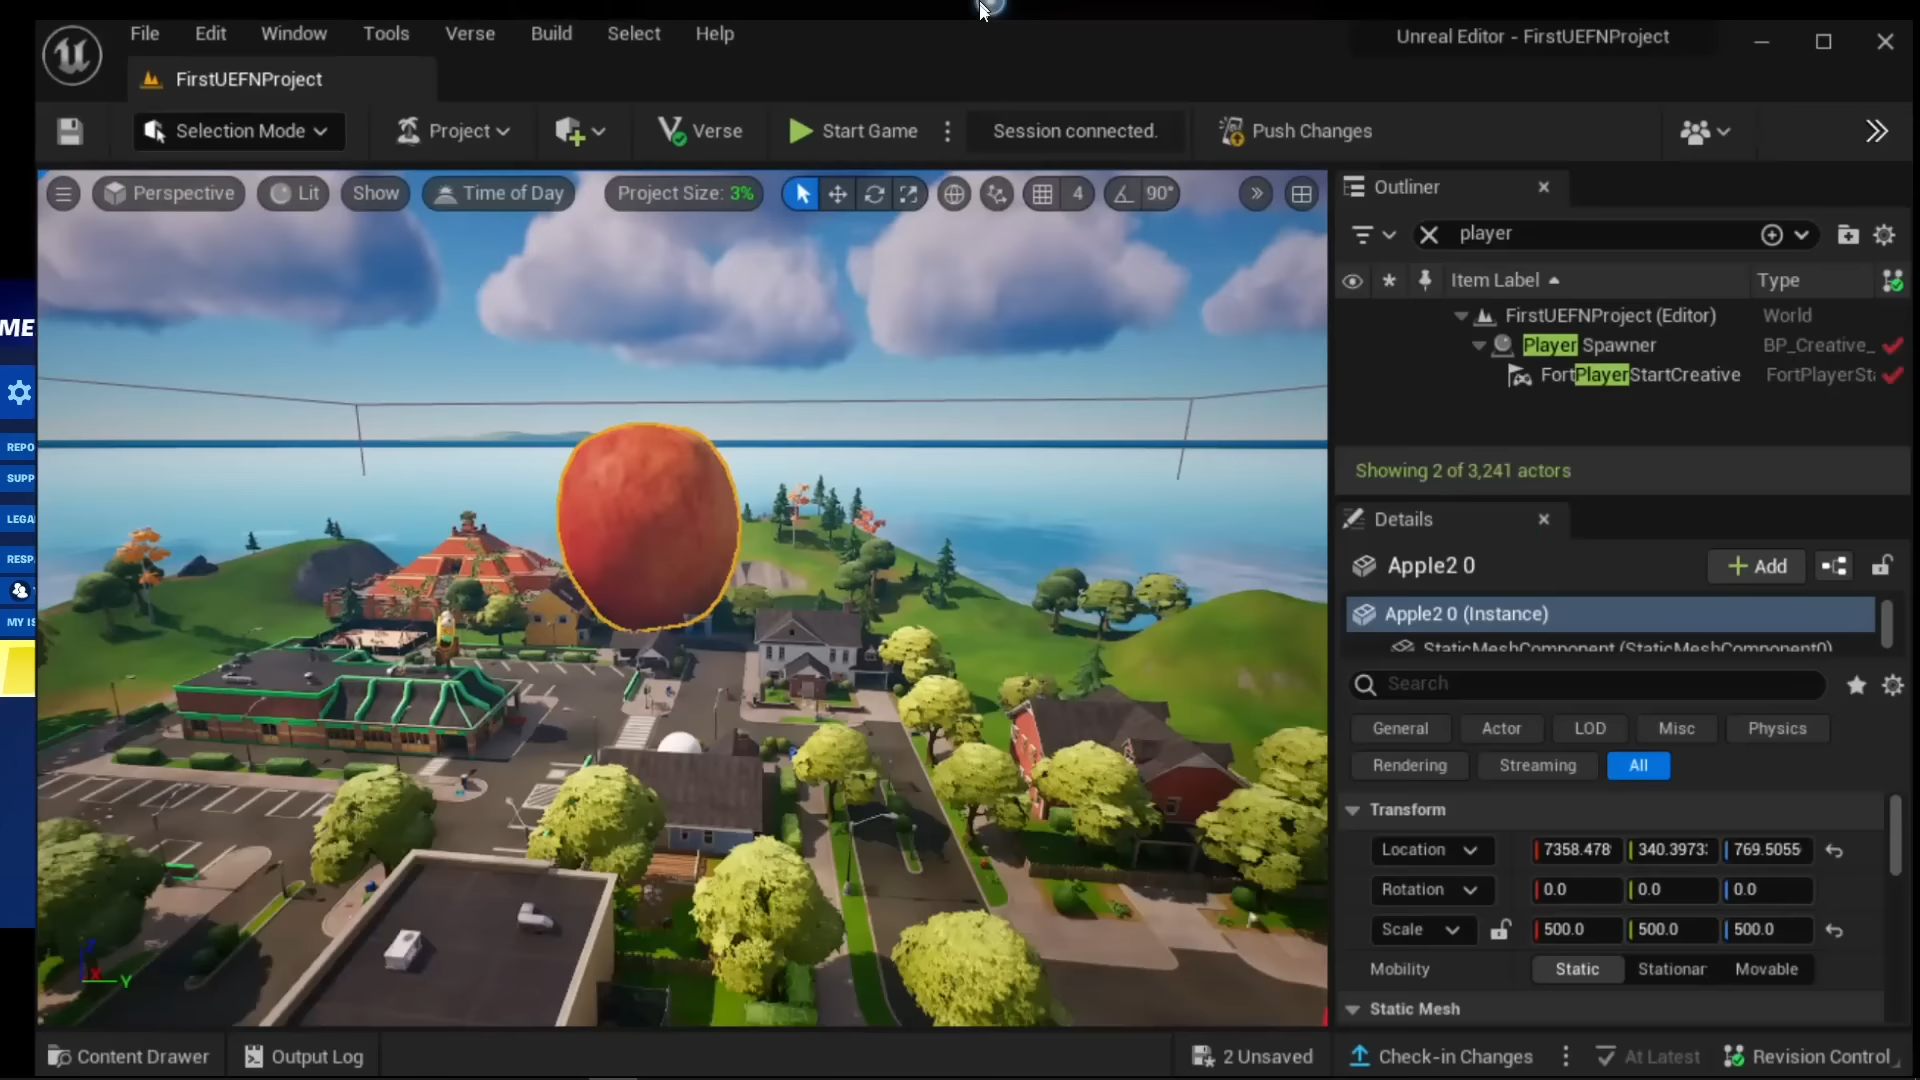 File Edit Window Tools Verse Build Select Help
Unreal Editor - FirstUEFNProject
FirstUEFNProject
Selection Mode Project Verse Start Game Session connected. Push Changes
Perspective Lit Show Time of Day Project Size: 3% 4 90°
Outliner
player
Item Label Type
FirstUEFNProject (Editor) World
Player Spawner BP_Creative_
FortPlayerStartCreative FortPlayerSt
Showing 2 of 3,241 actors
Details
Apple2 0 Add
Apple2 0 (Instance)
StaticMeshComponent (StaticMeshComponent0)
Search
General Actor LOD Misc Physics
Rendering Streaming All
Transform
Location 7358.478 340.3973 769.5055
Rotation 0.0 0.0 0.0
Scale 500.0 500.0 500.0
Mobility Static Stationar Movable
Static Mesh
ME
REPO
SUPP
LEGA
RESP
MY IS
Z
X
Y
Content Drawer Output Log 2 Unsaved Check-in Changes At Latest Revision Control